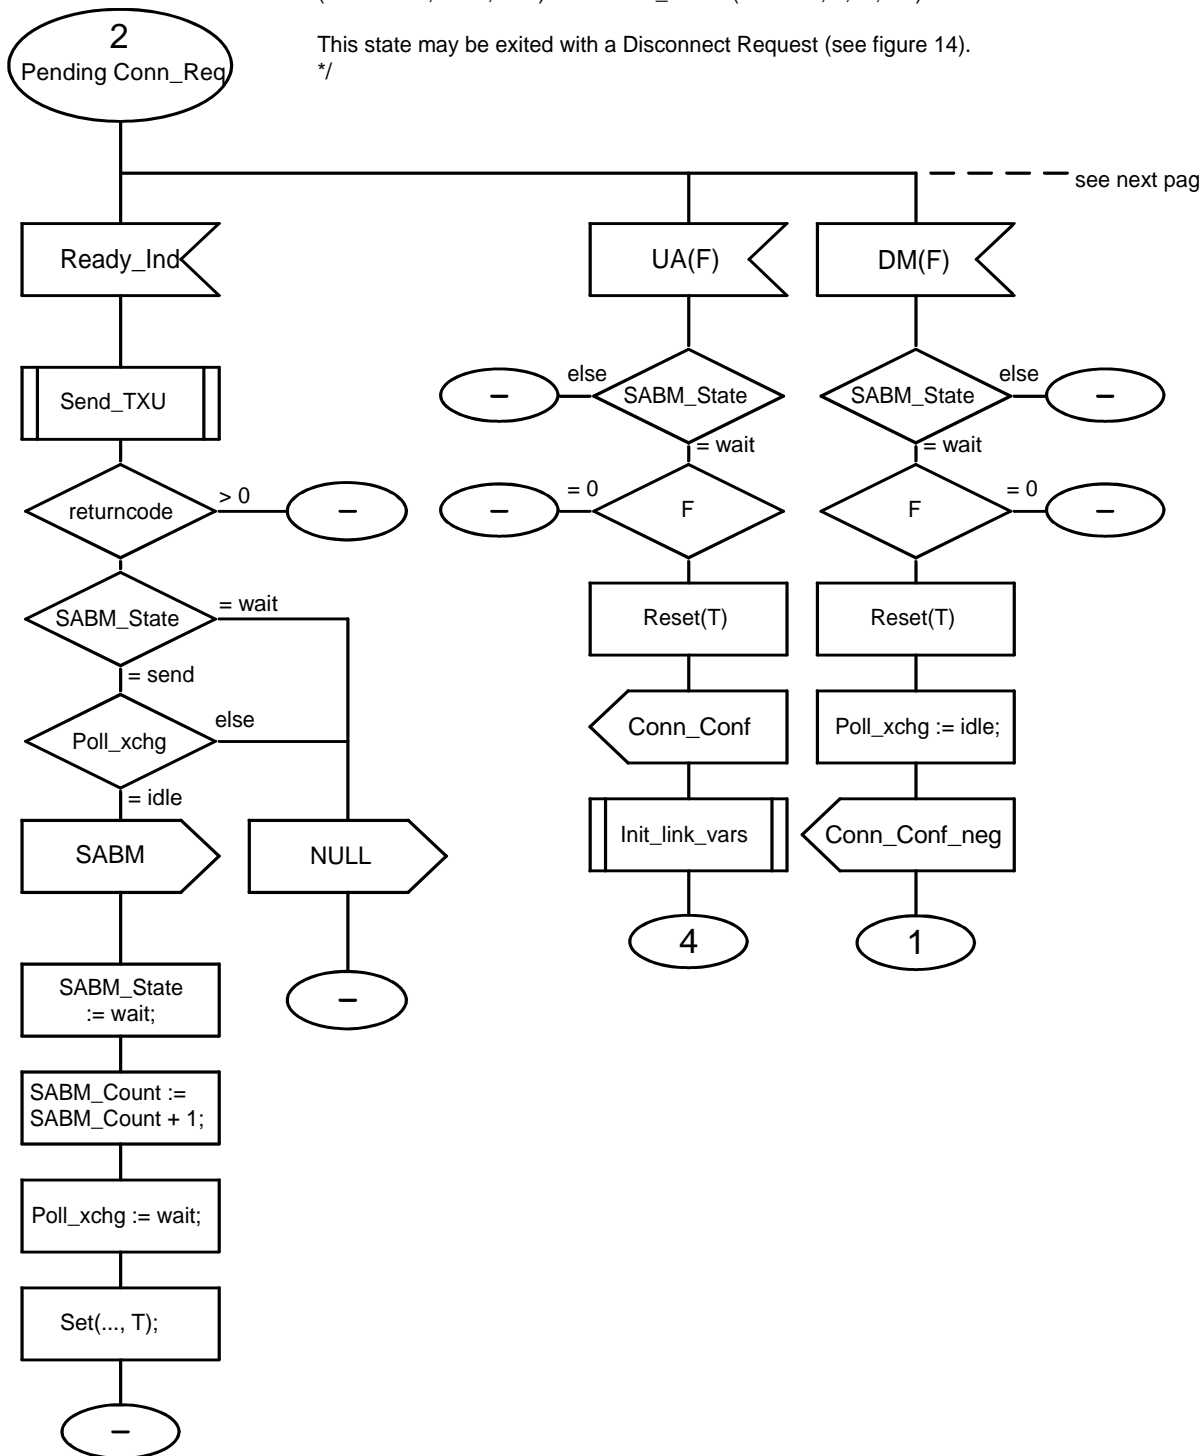 This state may be exited with a Disconnect Request (see figure 14).
*/
2
Pending Conn_Req
see next pag
Ready_Ind
UA(F)
DM(F)
Send_TXU
else
–
SABM_State
= wait
SABM_State
else
–
= wait
returncode
> 0
–
= 0
–
F
F
= 0
–
SABM_State
= wait
= send
Reset(T)
Reset(T)
Poll_xchg
else
= idle
Conn_Conf
Poll_xchg := idle;
SABM
NULL
Init_link_vars
Conn_Conf_neg
4
1
SABM_State
:= wait;
–
SABM_Count :=
SABM_Count + 1;
Poll_xchg := wait;
Set(..., T);
–